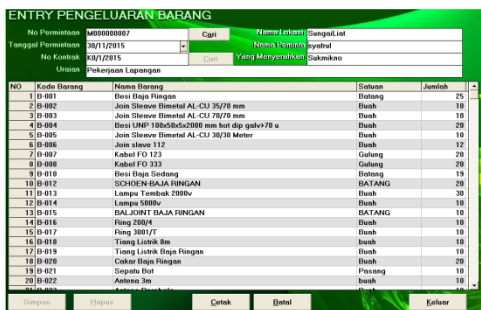 ENTRY PENGELUARAN BARANG
No Permintaan M000000007 Cari Nama Lokasi SungaiLiat
Tanggal Permintaan 30/11/2015 Nama Peminta syafrul
No Kontrak K0/1/2015 Cari Yang Menyerahkan Sukmikno
Uraian Pekerjaan Lapangan
NO Kode Barang Nama Barang Satuan Jumlah
1 B-001 Besi Baja Ringan Batang 25
2 B-002 Join Sleave Bimetal AL-CU 35/70 mm Buah 10
3 B-003 Join Sleave Bimetal AL-CU 70/70 mm Buah 10
4 B-004 Besi UNP 100x50x5x2000 mm hot dip galv>70 u Buah 20
5 B-005 Join Sleave Bimetal AL-CU 30/30 Meter Buah 10
6 B-006 Join slave 112 Buah 12
7 B-007 Kabel FO 123 Gulung 20
8 B-008 Kabel FO 333 Gulung 20
9 B-010 Besi Baja Sedang Batang 19
10 B-012 SCHOEN-BAJA RINGAN BATANG 20
11 B-013 Lampu Tembak 2000v Buah 30
12 B-014 Lampu 5000v Buah 10
13 B-015 BALJOINT BAJA RINGAN BATANG 10
14 B-016 Ring 200/4 Buah 10
15 B-017 Ring 3001/T Buah 10
16 B-018 Tiang Listrik 8m buah 10
17 B-019 Tiang Listrik Baja Ringan Buah 10
18 B-020 Cakar Baja Ringan Buah 20
19 B-021 Sepatu Bot Pasang 10
20 B-022 Antena 3m buah 10
Simpan Hapus Cetak Batal Keluar